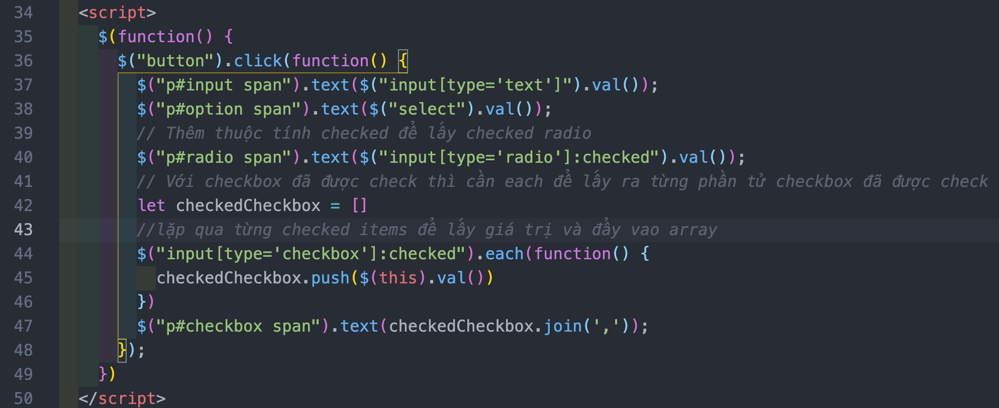 34 <script>
35 $(function() {
36 $("button").click(function() {
37 $("p#input span").text($("input[type='text']").val());
38 $("p#option span").text($("select").val());
39 // Thêm thuộc tính checked để lấy checked radio
40 $("p#radio span").text($("input[type='radio']:checked").val());
41 // Với checkbox đã được check thì cần each để lấy ra từng phần tử checkbox đã được check
42 let checkedCheckbox = []
43 //lặp qua từng checked items để lấy giá trị và đẩy vao array
44 $("input[type='checkbox']:checked").each(function() {
45 checkedCheckbox.push($(this).val())
46 })
47 $("p#checkbox span").text(checkedCheckbox.join(','));
48 });
49 })
50 </script>